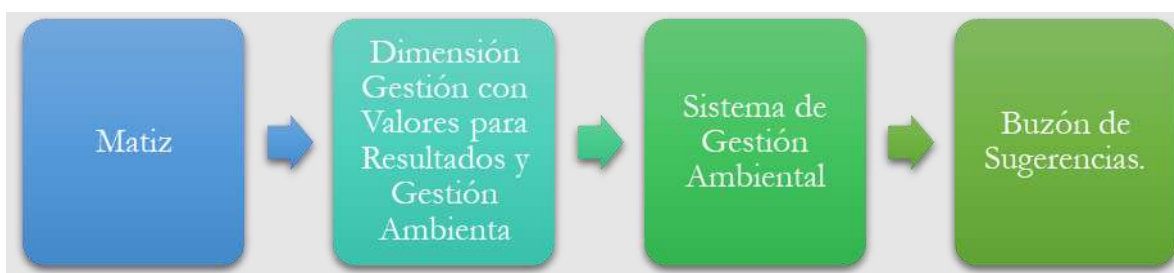 Matiz
Dimensión
Gestión con
Valores para
Resultados y
Gestión
Ambienta
Sistema de
Gestión
Ambiental
Buzón de
Sugerencias.